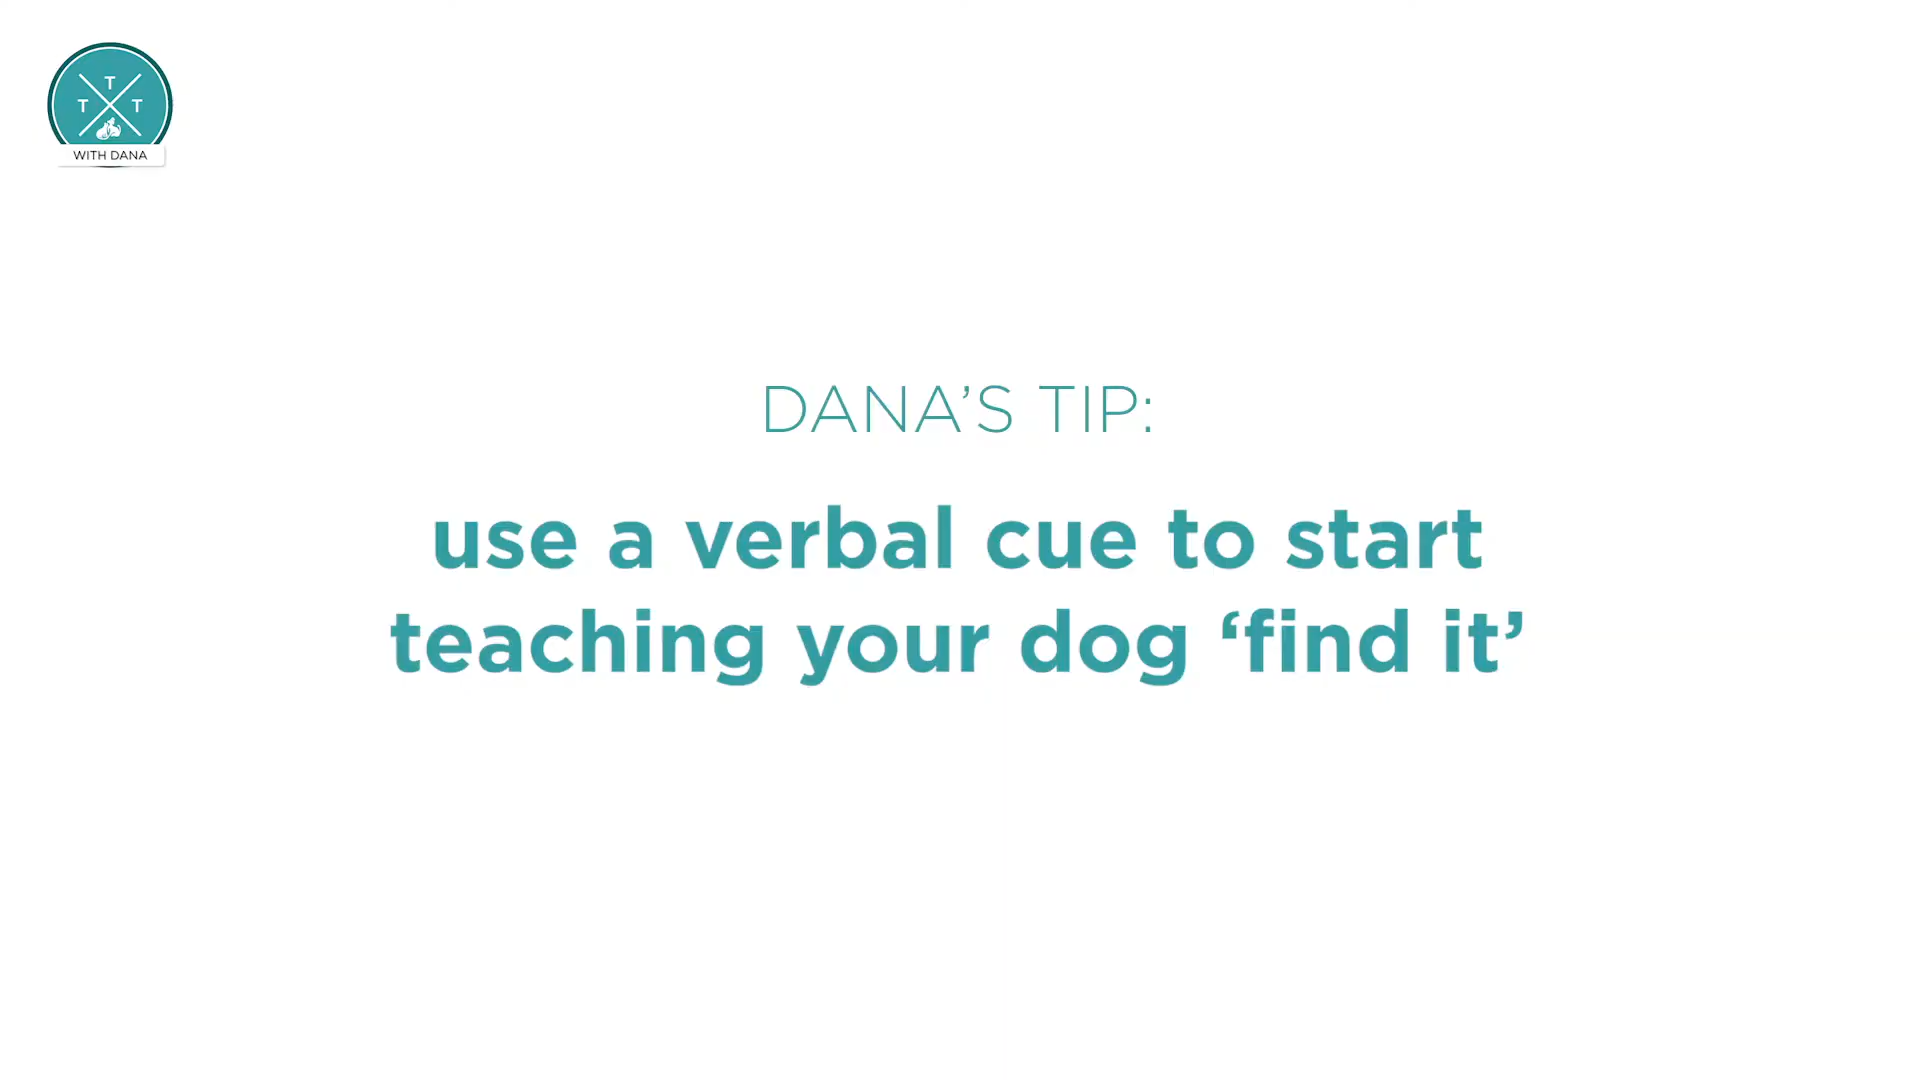 T
T T
WITH DANA
DANA’S TIP:
use a verbal cue to start
teaching your dog ‘find it’